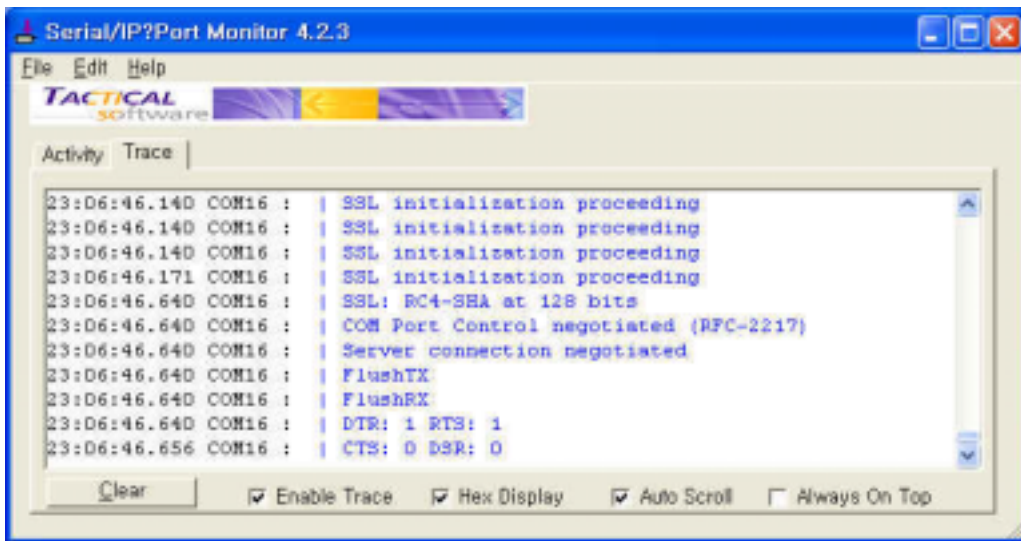 Serial/IP?Port Monitor 4.2.3
File Edit Help
TACTICAL
software
Activity Trace
23:06:46.140 COM16 : | SSL initialization proceeding
23:06:46.140 COM16 : | SSL initialization proceeding
23:06:46.140 COM16 : | SSL initialization proceeding
23:06:46.171 COM16 : | SSL initialization proceeding
23:06:46.640 COM16 : | SSL: RC4-SHA at 128 bits
23:06:46.640 COM16 : | COM Port Control negotiated (RFC-2217)
23:06:46.640 COM16 : | Server connection negotiated
23:06:46.640 COM16 : | FlushTX
23:06:46.640 COM16 : | FlushRX
23:06:46.640 COM16 : | DTR: 1 RTS: 1
23:06:46.656 COM16 : | CTS: 0 DSR: 0
Clear Enable Trace Hex Display Auto Scroll Always On Top